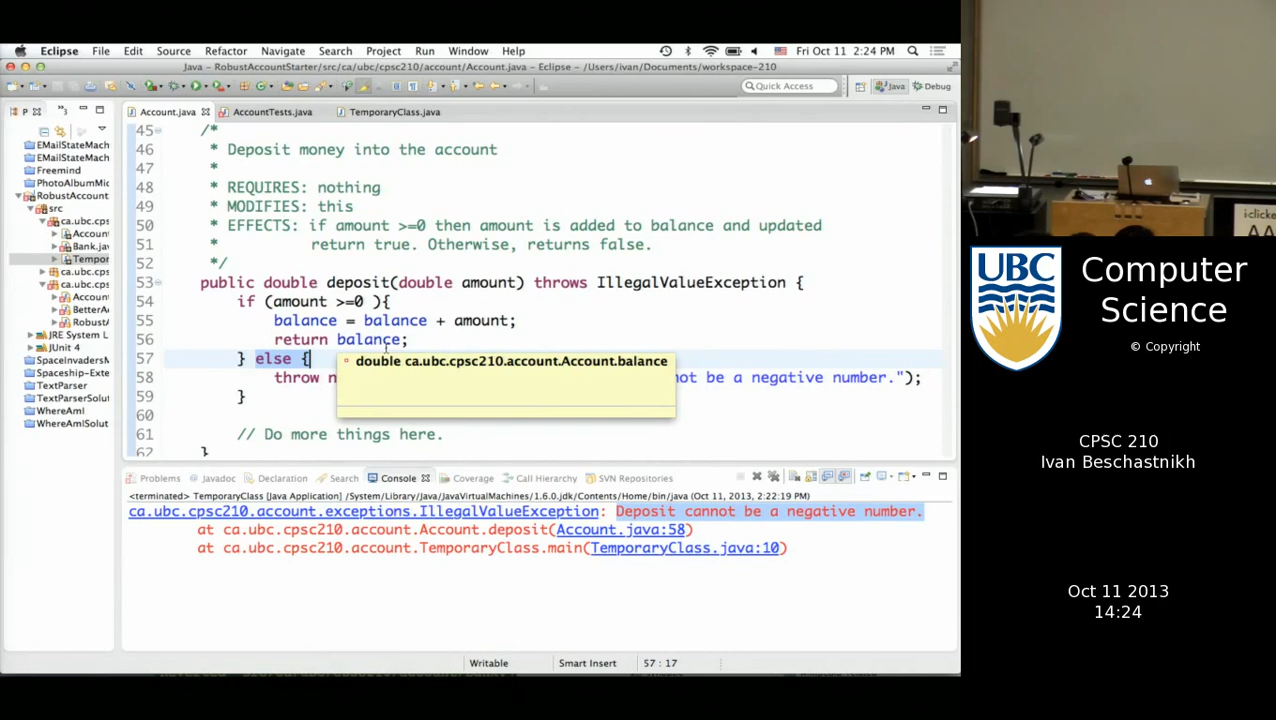 Eclipse File Edit Source Refactor Navigate Search Project Run Window Help Fri Oct 11 2:24 PM
Java - RobustAccountStarter/src/ca/ubc/cpsc210/account/Account.java - Eclipse - /Users/ivan/Documents/workspace-210
Quick Access Java Debug
P Account.java AccountTests.java TemporaryClass.java
EMailStateMach
EMailStateMach
Freemind
PhotoAlbumMic
RobustAccount
src
ca.ubc.cps
Account
Bank.jav
Tempor
ca.ubc.cps
ca.ubc.cps
Account
BetterAc
RobustA
JRE System L
JUnit 4
SpaceInvaders
Spaceship-Exte
TextParser
TextParserSolut
WhereAmI
WhereAmISolut
45 /*
46 * Deposit money into the account
47 *
48 * REQUIRES: nothing
49 * MODIFIES: this
50 * EFFECTS: if amount >=0 then amount is added to balance and updated
51 * return true. Otherwise, returns false.
52 */
53 public double deposit(double amount) throws IllegalValueException {
54 if (amount >=0 ){
55 balance = balance + amount;
56 return balance;
57 } else {
double ca.ubc.cpsc210.account.Account.balance
58 throw n not be a negative number.");
59 }
60
61 // Do more things here.
62 }
Problems Javadoc Declaration Search Console Coverage Call Hierarchy SVN Repositories
<terminated> TemporaryClass [Java Application] /System/Library/Java/JavaVirtualMachines/1.6.0.jdk/Contents/Home/bin/java (Oct 11, 2013, 2:22:19 PM)
ca.ubc.cpsc210.account.exceptions.IllegalValueException: Deposit cannot be a negative number.
at ca.ubc.cpsc210.account.Account.deposit(Account.java:58)
at ca.ubc.cpsc210.account.TemporaryClass.main(TemporaryClass.java:10)
Writable Smart Insert 57 : 17
i-clicke
AA
UBC
Computer
Science
© Copyright
CPSC 210
Ivan Beschastnikh
Oct 11 2013
14:24